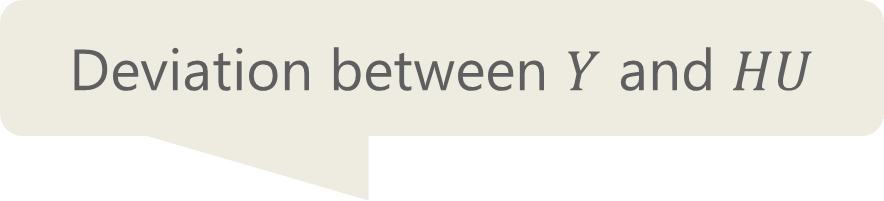 Deviation between Y and HU